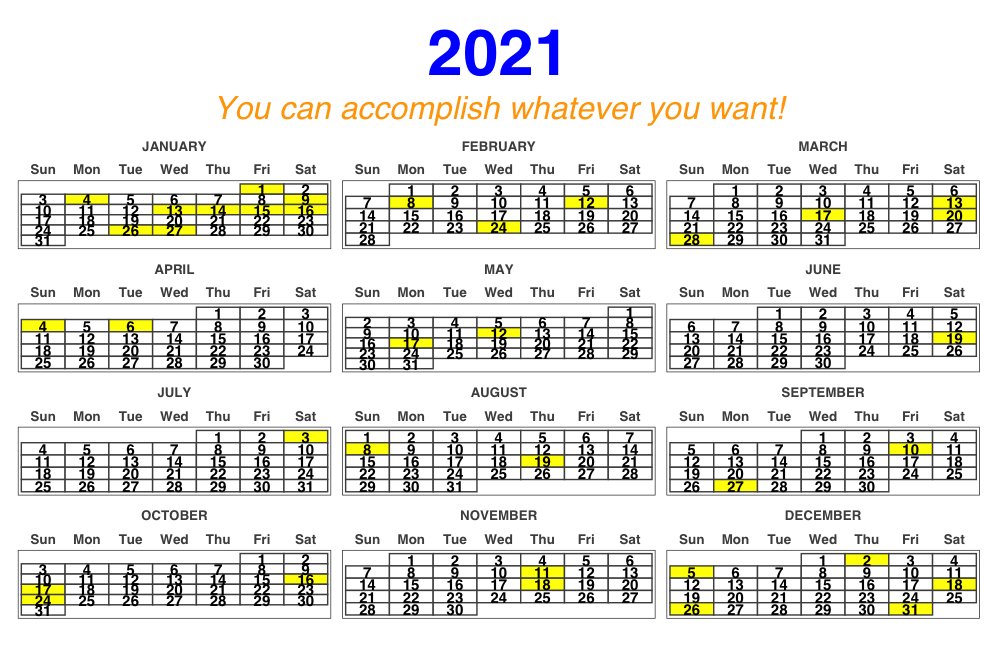 2021
You can accomplish whatever you want!
JANUARY FEBRUARY MARCH
Sun Mon Tue Wed Thu Fri Sat Sun Mon Tue Wed Thu Fri Sat Sun Mon Tue Wed Thu Fri Sat
1 2 1 2 3 4 5 6 1 2 3 4 5 6
3 4 5 6 7 8 9 7 8 9 10 11 12 13 7 8 9 10 11 12 13
10 11 12 13 14 15 16 14 15 16 17 18 19 20 14 15 16 17 18 19 20
17 18 19 20 21 22 23 21 22 23 24 25 26 27 21 22 23 24 25 26 27
24 25 26 27 28 29 30 28 28 29 30 31
31
APRIL MAY JUNE
Sun Mon Tue Wed Thu Fri Sat Sun Mon Tue Wed Thu Fri Sat Sun Mon Tue Wed Thu Fri Sat
1 2 3 1 1 2 3 4 5
4 5 6 7 8 9 10 2 3 4 5 6 7 8 6 7 8 9 10 11 12
11 12 13 14 15 16 17 9 10 11 12 13 14 15 13 14 15 16 17 18 19
18 19 20 21 22 23 24 16 17 18 19 20 21 22 20 21 22 23 24 25 26
25 26 27 28 29 30 23 24 25 26 27 28 29 27 28 29 30
30 31
JULY AUGUST SEPTEMBER
Sun Mon Tue Wed Thu Fri Sat Sun Mon Tue Wed Thu Fri Sat Sun Mon Tue Wed Thu Fri Sat
1 2 3 1 2 3 4 5 6 7 1 2 3 4
4 5 6 7 8 9 10 8 9 10 11 12 13 14 5 6 7 8 9 10 11
11 12 13 14 15 16 17 15 16 17 18 19 20 21 12 13 14 15 16 17 18
18 19 20 21 22 23 24 22 23 24 25 26 27 28 19 20 21 22 23 24 25
25 26 27 28 29 30 31 29 30 31 26 27 28 29 30
OCTOBER NOVEMBER DECEMBER
Sun Mon Tue Wed Thu Fri Sat Sun Mon Tue Wed Thu Fri Sat Sun Mon Tue Wed Thu Fri Sat
1 2 1 2 3 4 5 6 1 2 3 4
3 4 5 6 7 8 9 7 8 9 10 11 12 13 5 6 7 8 9 10 11
10 11 12 13 14 15 16 14 15 16 17 18 19 20 12 13 14 15 16 17 18
17 18 19 20 21 22 23 21 22 23 24 25 26 27 19 20 21 22 23 24 25
24 25 26 27 28 29 30 28 29 30 26 27 28 29 30 31
31